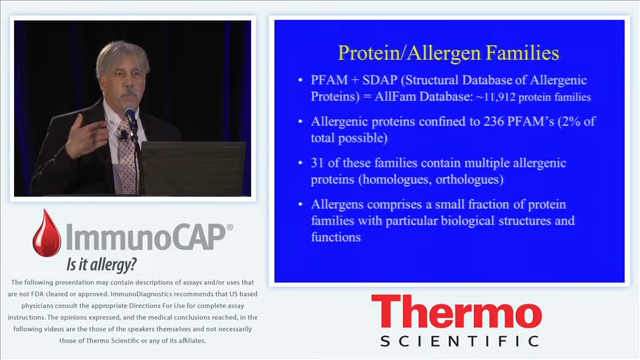 Protein/Allergen Families
• PFAM + SDAP (Structural Database of Allergenic
Proteins) = AllFam Database: ~11,912 protein families
• Allergenic proteins confined to 236 PFAM's (2% of
total possible)
• 31 of these families contain multiple allergenic
proteins (homologues, orthologues)
• Allergens comprises a small fraction of protein
families with particular biological structures and
functions
ImmunoCAP®
Is it allergy?
The following presentation may contain descriptions of assays and/or uses that
are not FDA cleared or approved. ImmunoDiagnostics recommends that US based
physicians consult the appropriate Directions For Use for complete assay
instructions. The opinions expressed, and the medical conclusions reached, in
the following videos are those of the speakers themselves and not necessarily
those of Thermo Scientific or any of its affiliates.
Thermo
SCIENTIFIC